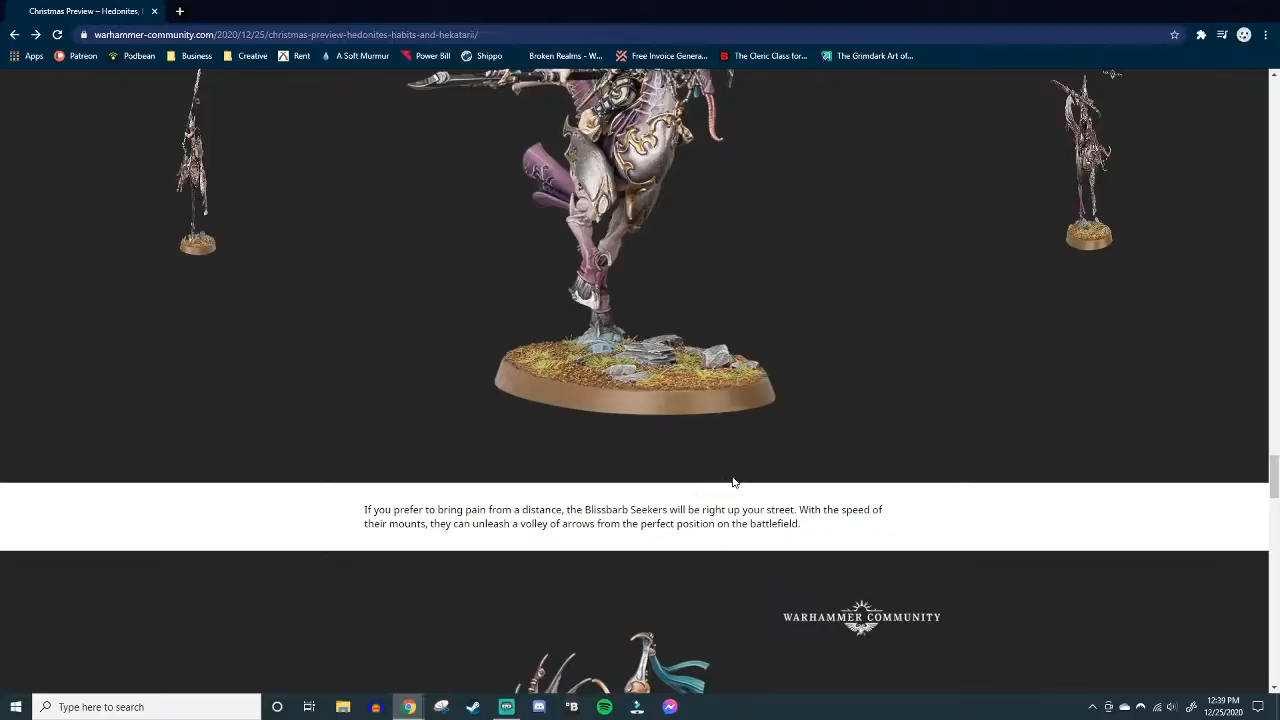 Christmas Preview – Hedonites, H
warhammer-community.com/2020/12/25/christmas-preview-hedonites-habits-and-hekatarii/
Apps Patreon Podbean Business Creative Rent A Soft Murmur Power Bill Shippo Broken Realms - W... Free Invoice Genera... The Cleric Class for... The Grimdark Art of...
If you prefer to bring pain from a distance, the Blissbarb Seekers will be right up your street. With the speed of
their mounts, they can unleash a volley of arrows from the perfect position on the battlefield.
WARHAMMER COMMUNITY
Type here to search
12:39 PM
12/25/2020